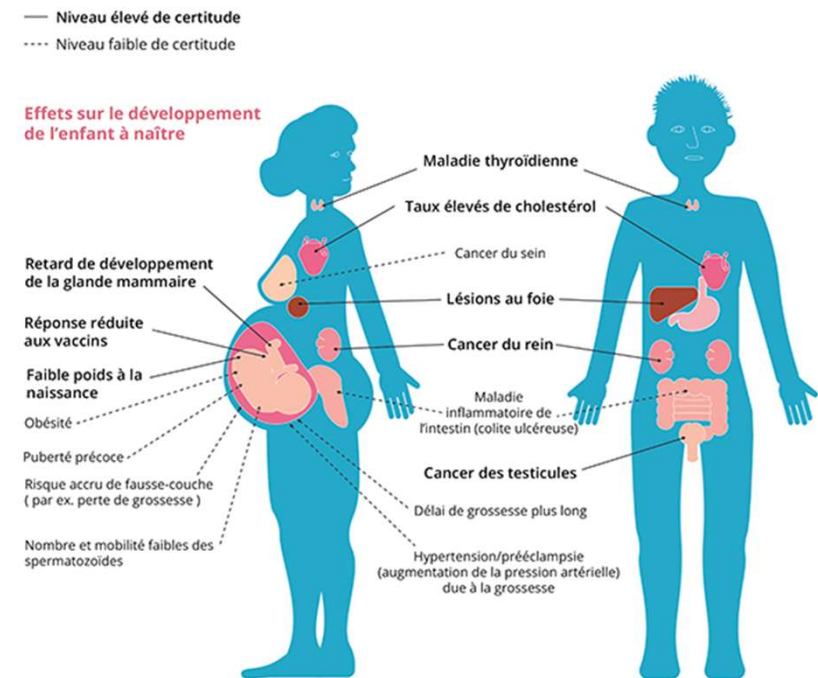 Niveau élevé de certitude
Niveau faible de certitude
Effets sur le développement
de l'enfant à naître
Retard de développement
de la glande mammaire
Réponse réduite
aux vaccins
Faible poids à la
naissance
Obésité
Puberté précoce
Risque accru de fausse-couche
( par ex. perte de grossesse )
Nombre et mobilité faibles des
spermatozoïdes
Maladie thyroïdienne
Taux élevés de cholestérol
Cancer du sein
Lésions au foie
Cancer du rein
Maladie
inflammatoire de
l'intestin (colite ulcéreuse)
Cancer des testicules
Délai de grossesse plus long
Hypertension/prééclampsie
(augmentation de la pression artérielle)
due à la grossesse